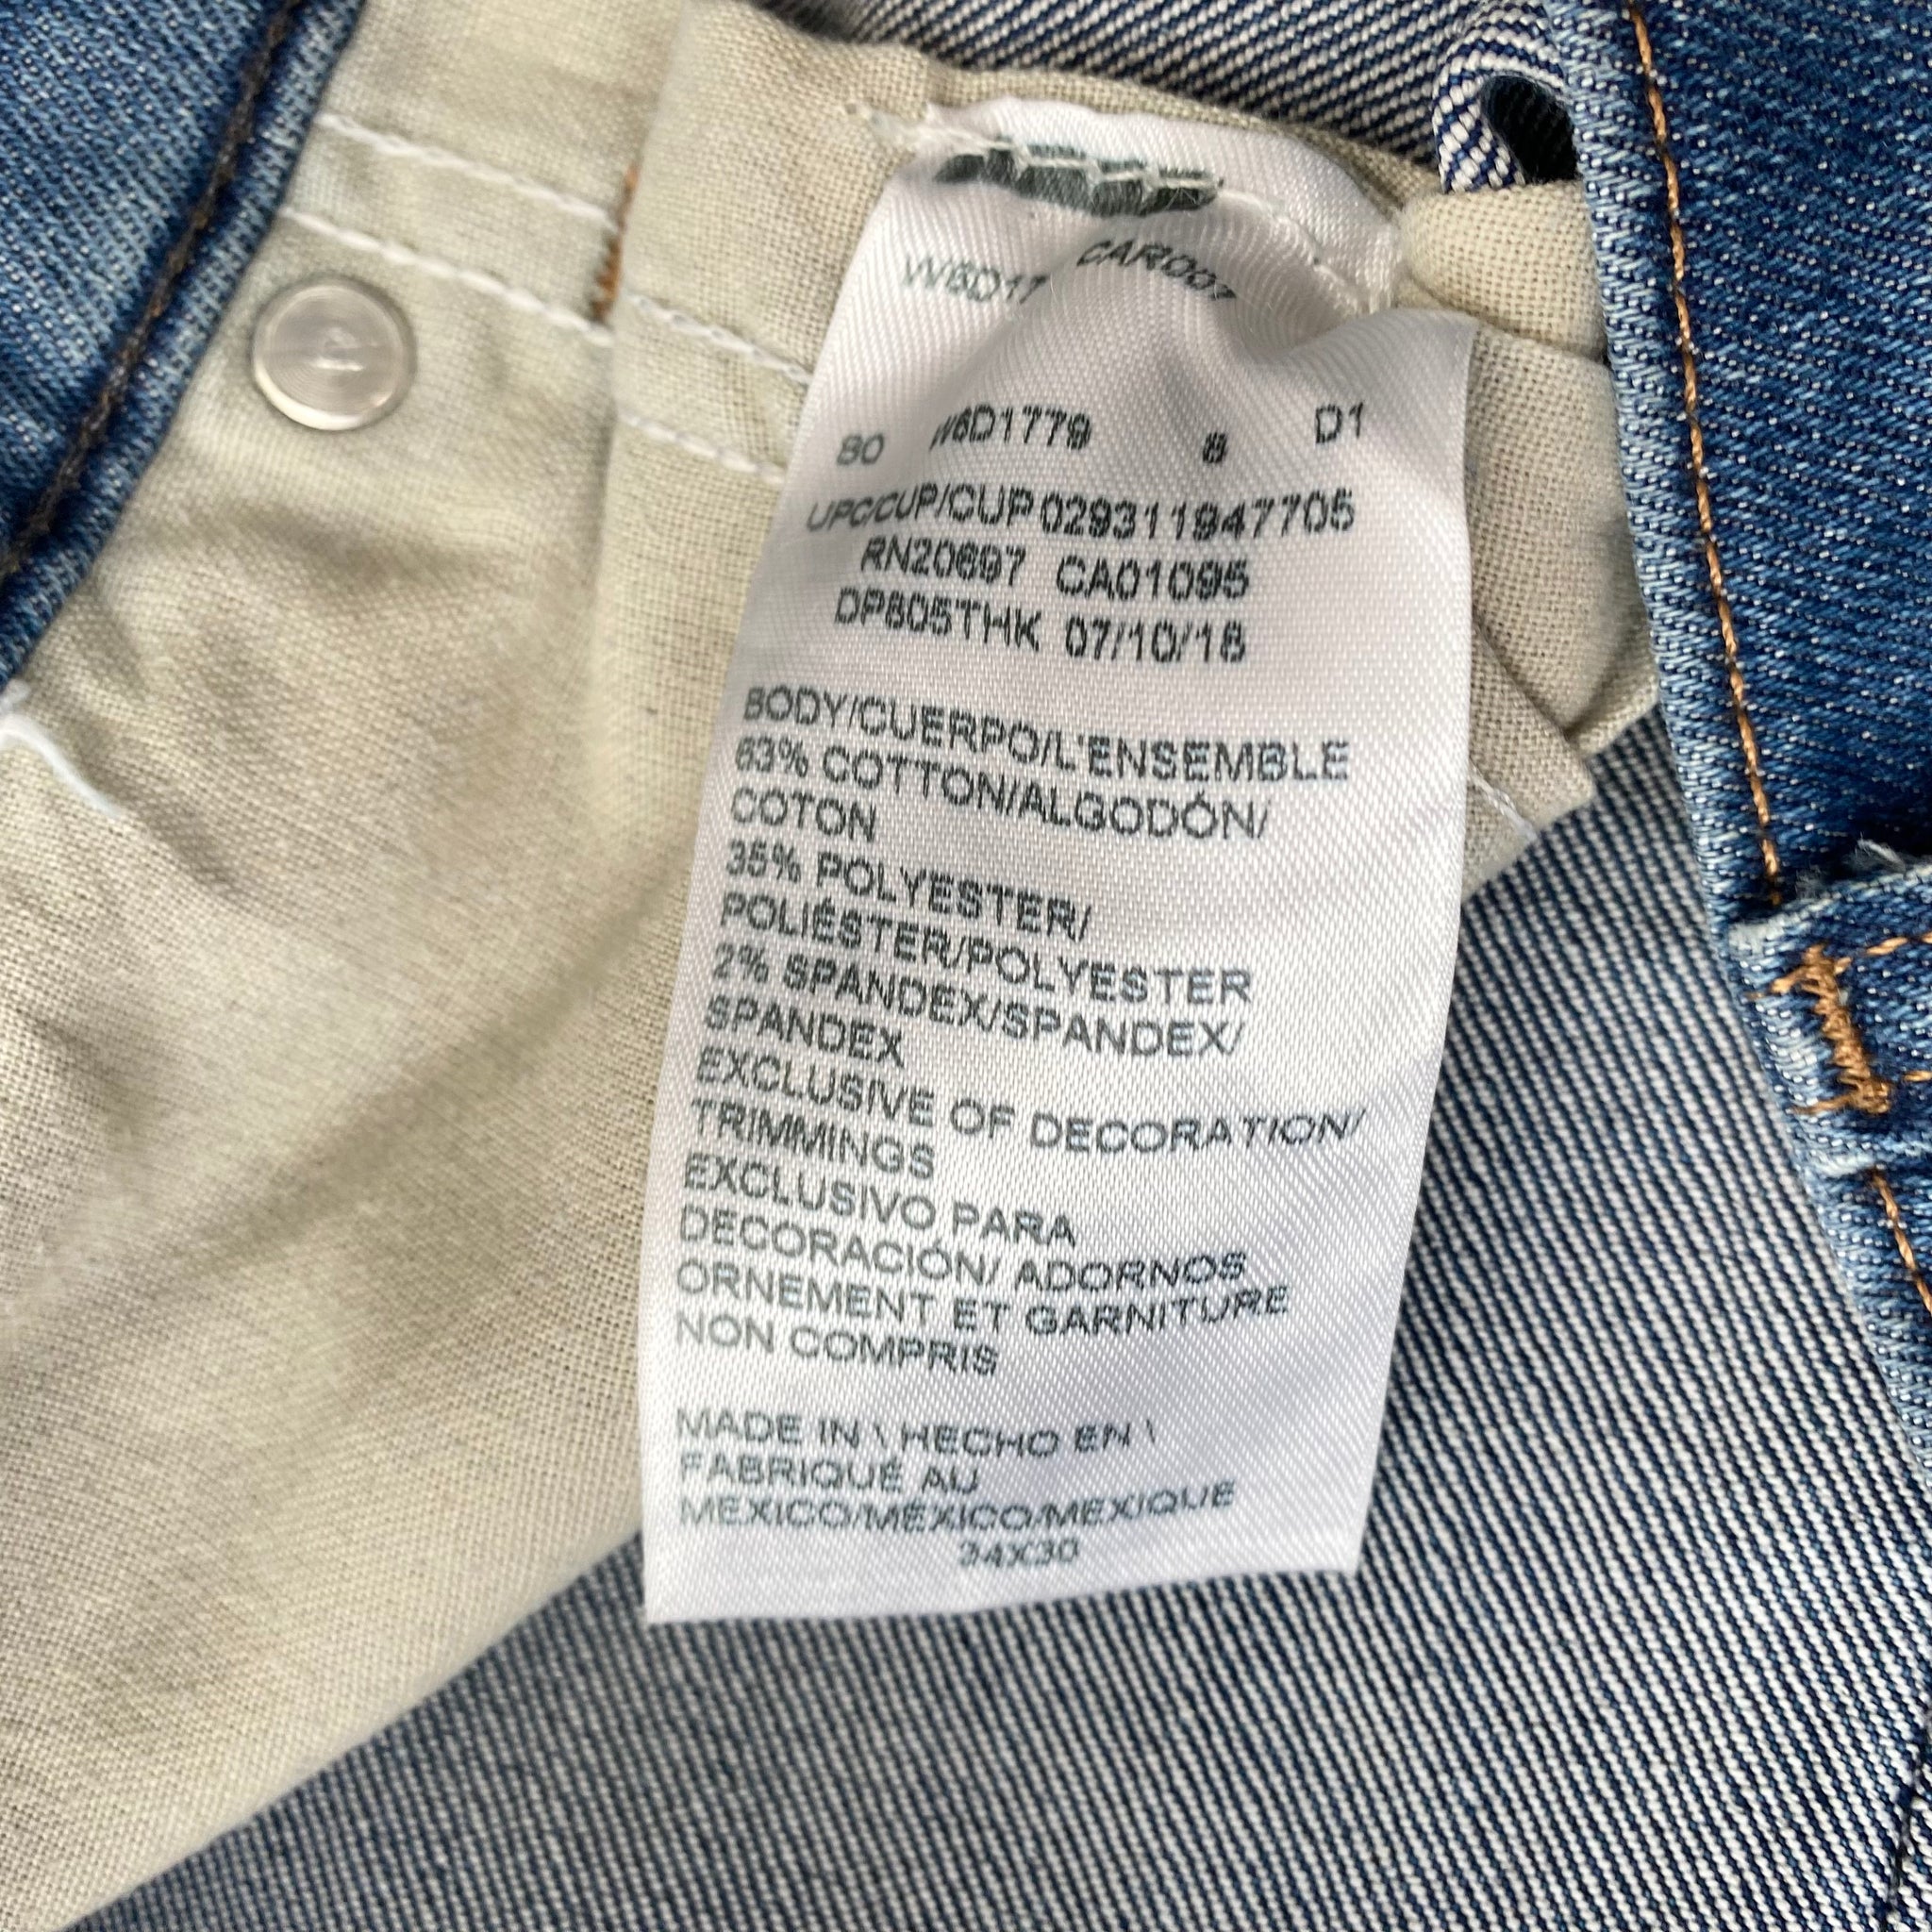 W6D17 CAR007
80 W6D1779 8 D1
UPC/CUP/CUP 029311947705
RN20697 CA01095
DP805THK 07/10/18
BODY/CUERPO/L'ENSEMBLE
63% COTTON/ALGODÓN/
COTON
35% POLYESTER/
POLIÉSTER/POLYESTER
2% SPANDEX/SPANDEX/
SPANDEX
EXCLUSIVE OF DECORATION/
TRIMMINGS
EXCLUSIVO PARA
DECORACIÓN/ ADORNOS
ORNEMENT ET GARNITURE
NON COMPRIS
MADE IN \ HECHO EN \
FABRIQUÉ AU
MEXICO/MÉXICO/MEXIQUE
34X30